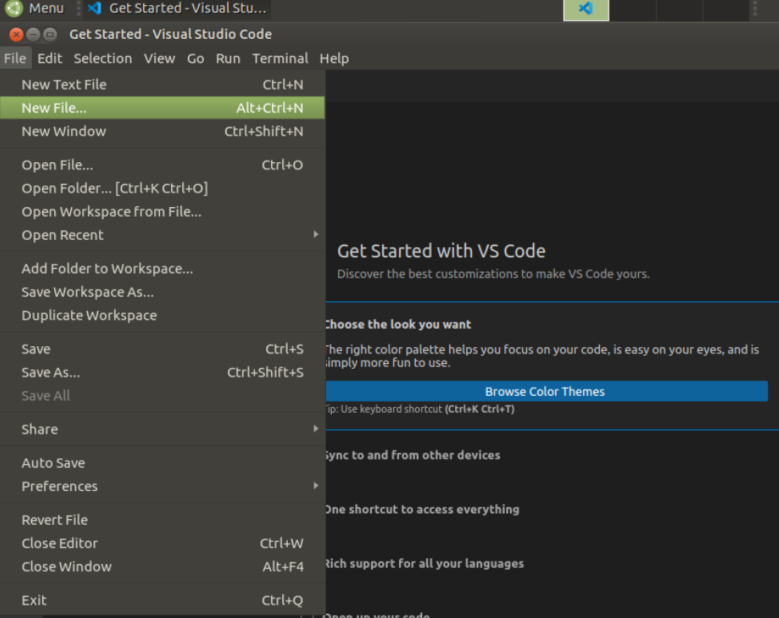 Menu Get Started - Visual Stu...
Get Started - Visual Studio Code
File Edit Selection View Go Run Terminal Help
New Text File Ctrl+N
New File... Alt+Ctrl+N
New Window Ctrl+Shift+N
Open File... Ctrl+O
Open Folder... [Ctrl+K Ctrl+O]
Open Workspace from File...
Open Recent
Add Folder to Workspace...
Save Workspace As...
Duplicate Workspace
Save Ctrl+S
Save As... Ctrl+Shift+S
Save All
Share
Auto Save
Preferences
Revert File
Close Editor Ctrl+W
Close Window Alt+F4
Exit Ctrl+Q
Get Started with VS Code
Discover the best customizations to make VS Code yours.
Choose the look you want
The right color palette helps you focus on your code, is easy on your eyes, and is
simply more fun to use.
Browse Color Themes
Tip: Use keyboard shortcut (Ctrl+K Ctrl+T)
Sync to and from other devices
One shortcut to access everything
Rich support for all your languages
Open up your code